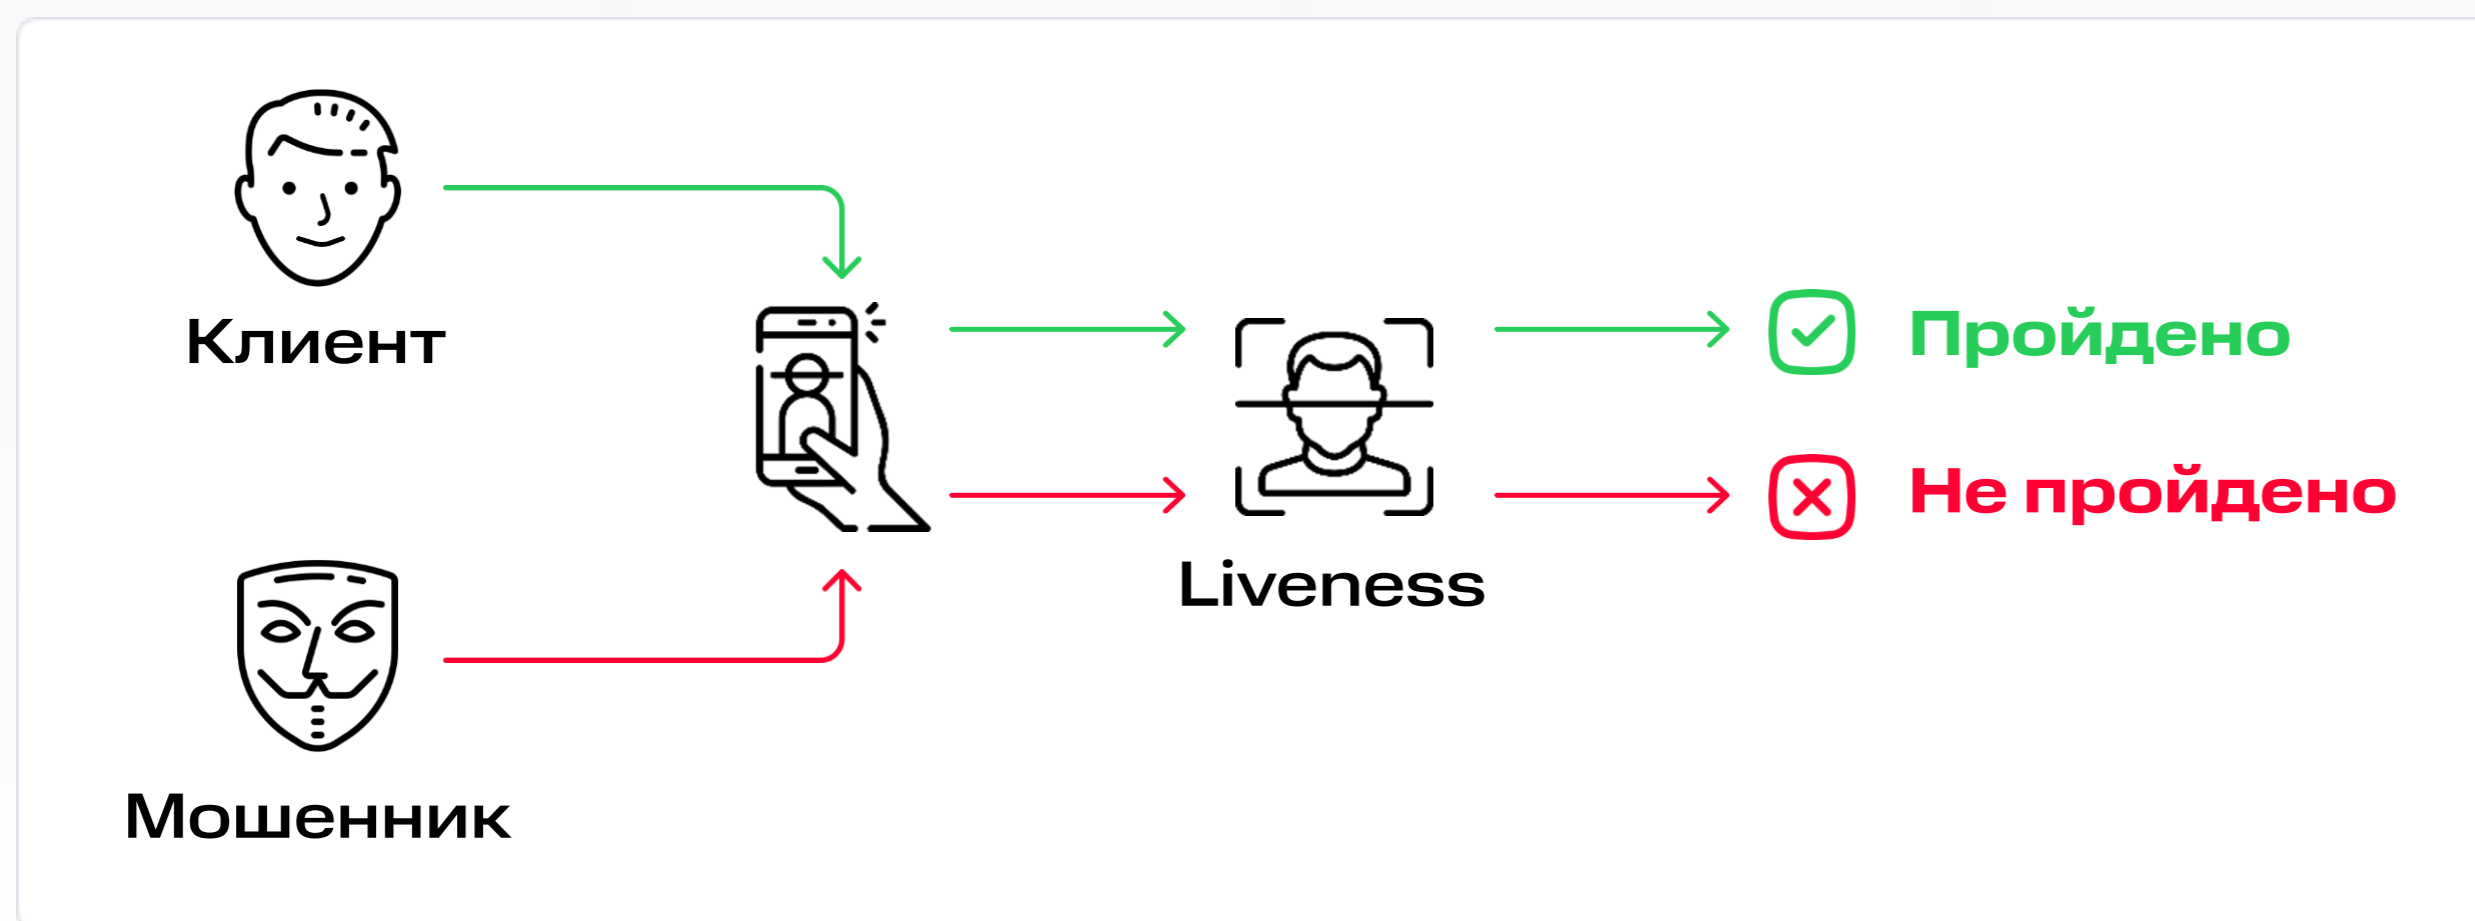 Клиент
Пройдено
Не пройдено
Liveness
Мошенник